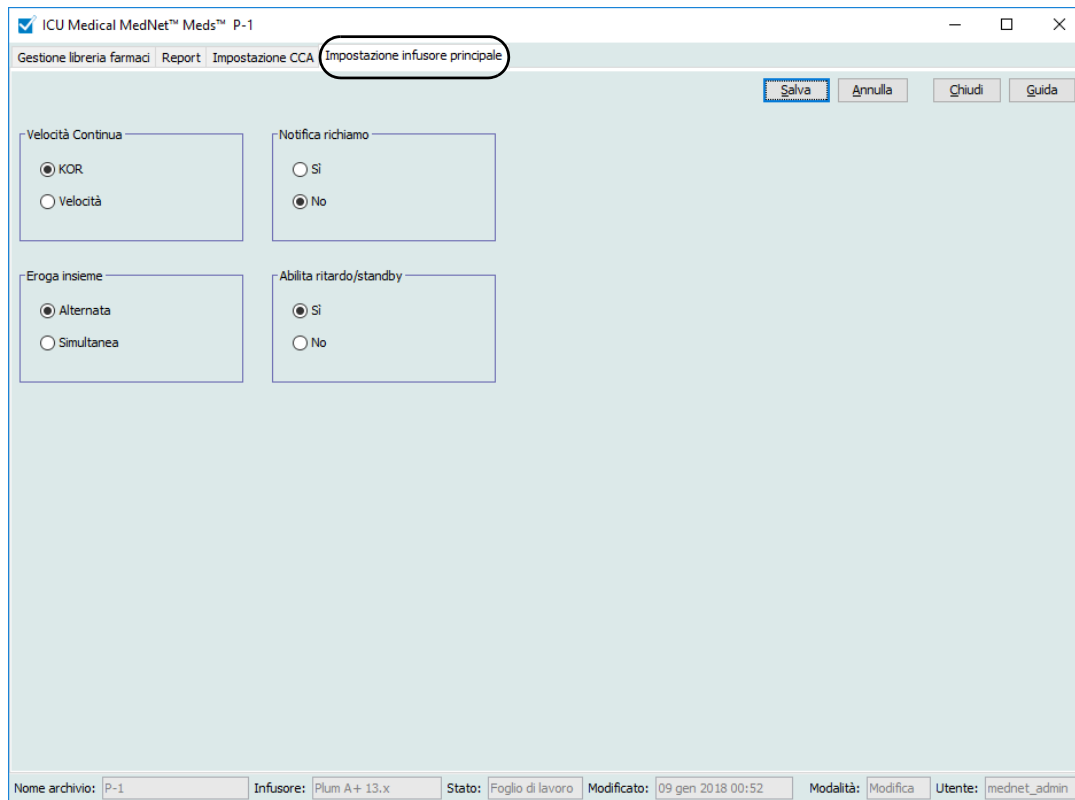 ICU Medical MedNet™ Meds™ P-1
Gestione libreria farmaci Report Impostazione CCA Impostazione infusore principale
Salva Annulla Chiudi Guida
Velocità Continua Notifica richiamo
KOR Sì
Velocità No
Eroga insieme Abilita ritardo/standby
Alternata Sì
Simultanea No
Nome archivio: P-1 Infusore: Plum A+ 13.x Stato: Foglio di lavoro Modificato: 09 gen 2018 00:52 Modalità: Modifica Utente: mednet_admin